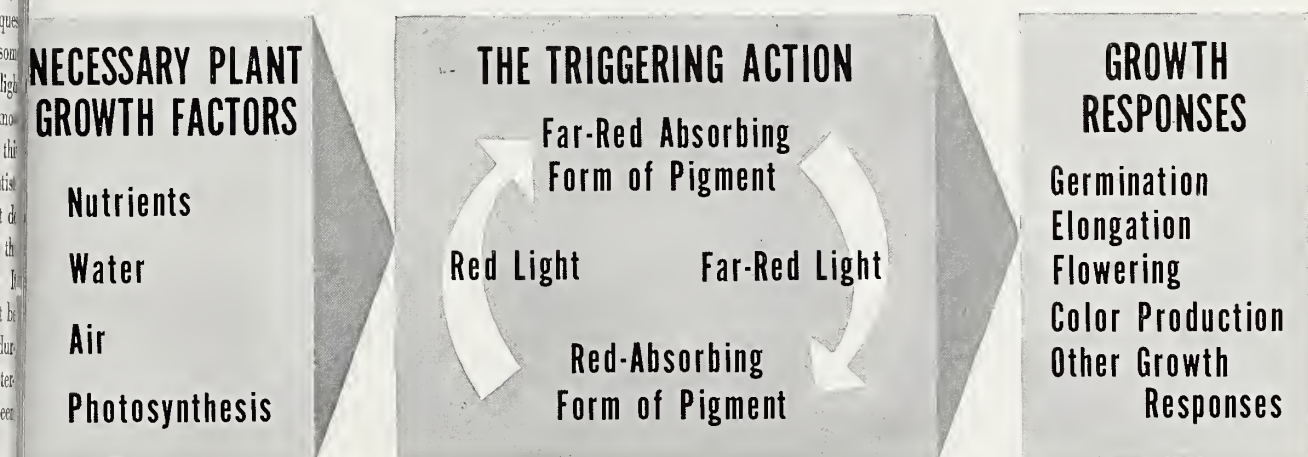 NECESSARY PLANT
GROWTH FACTORS
Nutrients
Water
Air
Photosynthesis
THE TRIGGERING ACTION
Far-Red Absorbing
Form of Pigment
Red Light
Far-Red Light
Red-Absorbing
Form of Pigment
GROWTH
RESPONSES
Germination
Elongation
Flowering
Color Production
Other Growth
Responses